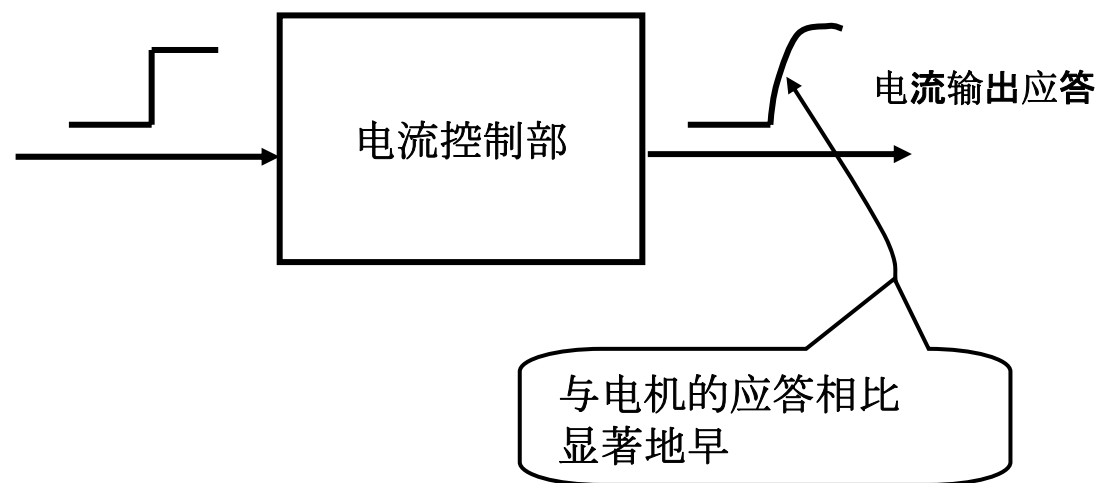 电流输出应答
电流控制部
与电机的应答相比
显著地早